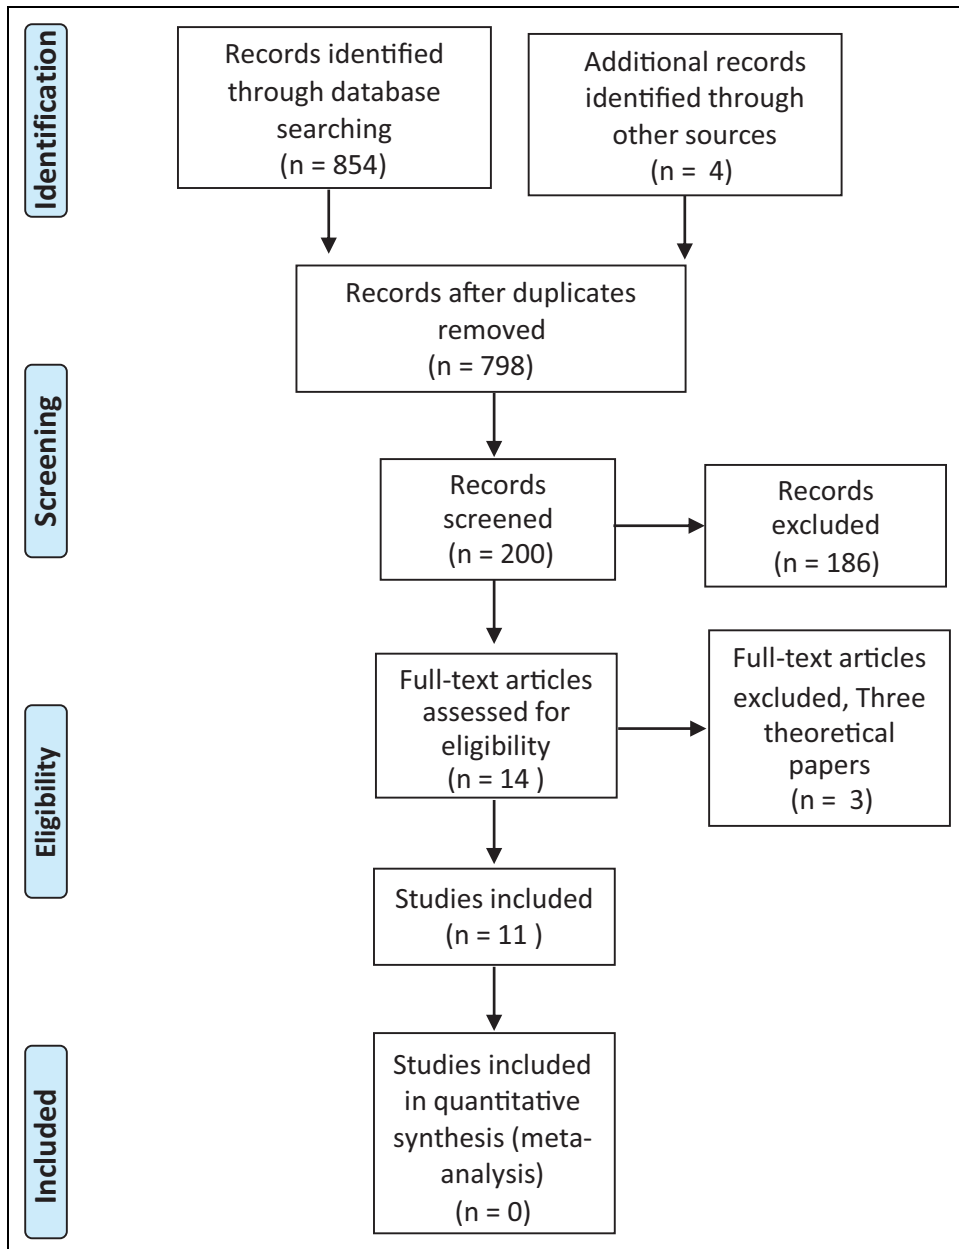 Identification
Records identified
through database
searching
(n = 854)
Additional records
identified through
other sources
(n =  4)
Records after duplicates
removed
(n = 798)
Screening
Records
screened
(n = 200)
Records
excluded
(n = 186)
Eligibility
Full-text articles
assessed for
eligibility
(n = 14 )
Full-text articles
excluded, Three
theoretical
papers
(n =  3)
Studies included
(n = 11 )
Included
Studies included
in quantitative
synthesis (meta-
analysis)
(n = 0)